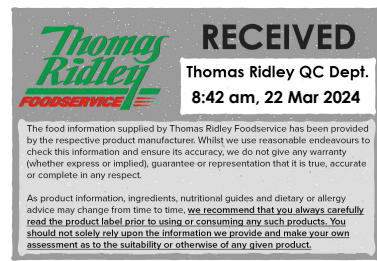 Thomas
Ridley
FOODSERVICE
RECEIVED
Thomas Ridley QC Dept.
8:42 am, 22 Mar 2024
The food information supplied by Thomas Ridley Foodservice has been provided
by the respective product manufacturer. Whilst we use reasonable endeavours to
check this information and ensure its accuracy, we do not give any warranty
(whether express or implied), guarantee or representation that it is true, accurate
or complete in any respect.
As product information, ingredients, nutritional guides and dietary or allergy
advice may change from time to time, we recommend that you always carefully
read the product label prior to using or consuming any such products. You
should not solely rely upon the information we provide and make your own
assessment as to the suitability or otherwise of any given product.